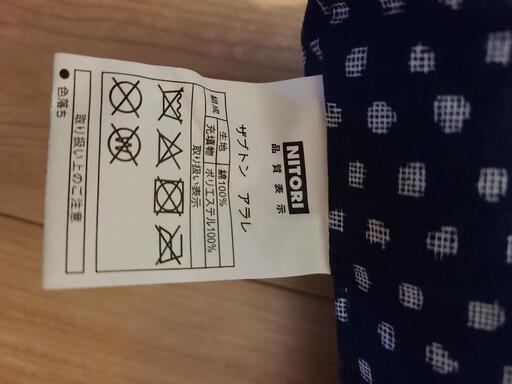 NITORI
品質表示
ザブトン アラレ
組成
生地 綿100%
充填物 ポリエステル100%
取り扱い表示
取り扱い上のご注意
●色落ち